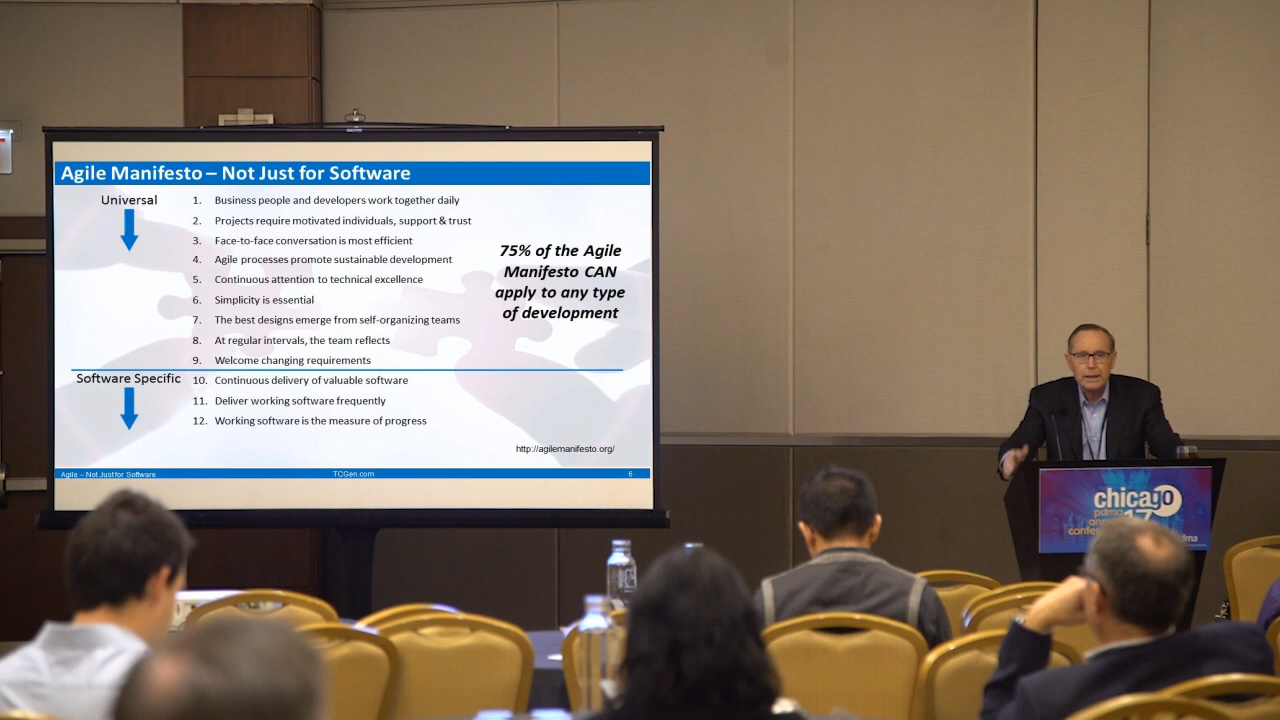 Agile Manifesto – Not Just for Software
Universal
1. Business people and developers work together daily
2. Projects require motivated individuals, support & trust
3. Face-to-face conversation is most efficient
4. Agile processes promote sustainable development
5. Continuous attention to technical excellence
6. Simplicity is essential
7. The best designs emerge from self-organizing teams
8. At regular intervals, the team reflects
9. Welcome changing requirements
75% of the Agile
Manifesto CAN
apply to any type
of development
Software Specific
10. Continuous delivery of valuable software
11. Deliver working software frequently
12. Working software is the measure of progress
http://agilemanifesto.org/
Agile – Not Just for Software
TCGen.com
6
chicago
pdma
17